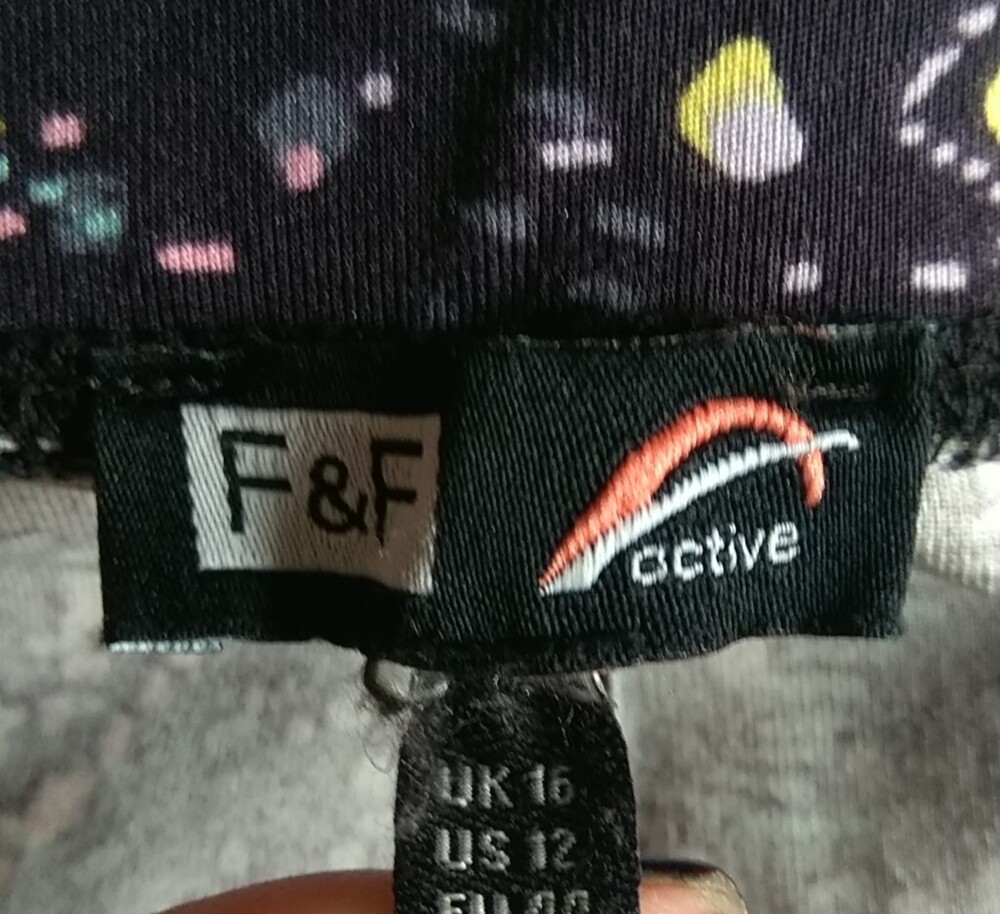 F&F
active
UK 16
US 12